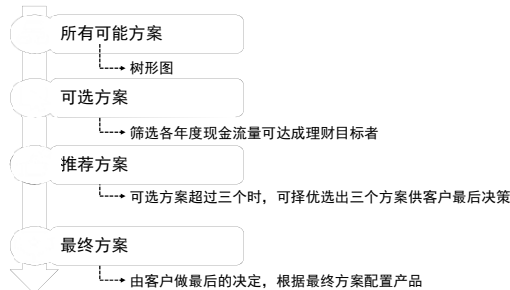 所有可能方案
树形图
可选方案
筛选各年度现金流量可达成理财目标者
推荐方案
可选方案超过三个时，可择优选出三个方案供客户最后决策
最终方案
由客户做最后的决定，根据最终方案配置产品